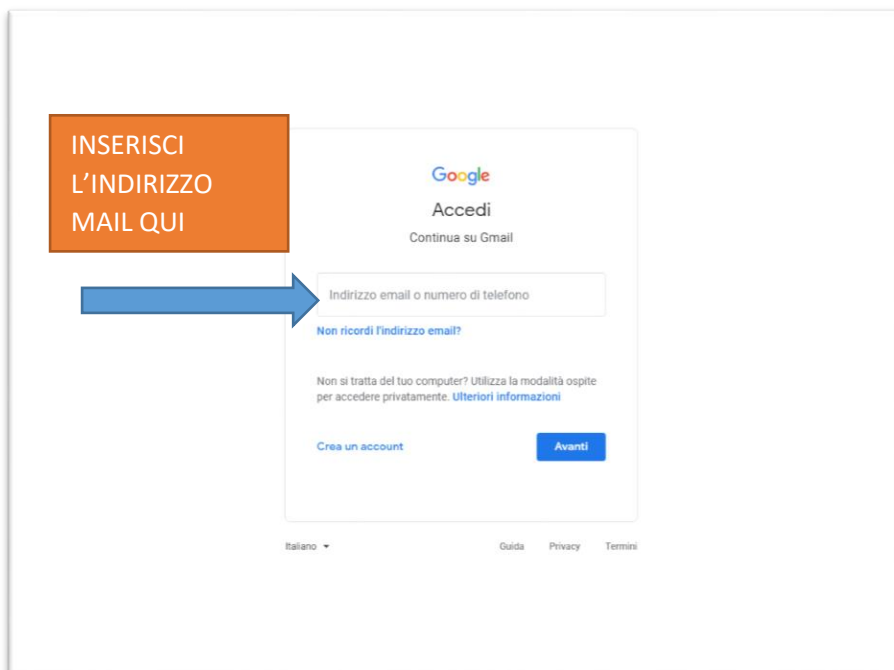 INSERISCI
L’INDIRIZZO
MAIL QUI
Google
Accedi
Continua su Gmail
Indirizzo email o numero di telefono
Non ricordi l'indirizzo email?
Non si tratta del tuo computer? Utilizza la modalità ospite
per accedere privatamente. Ulteriori informazioni
Crea un account Avanti
Italiano Guida Privacy Termini